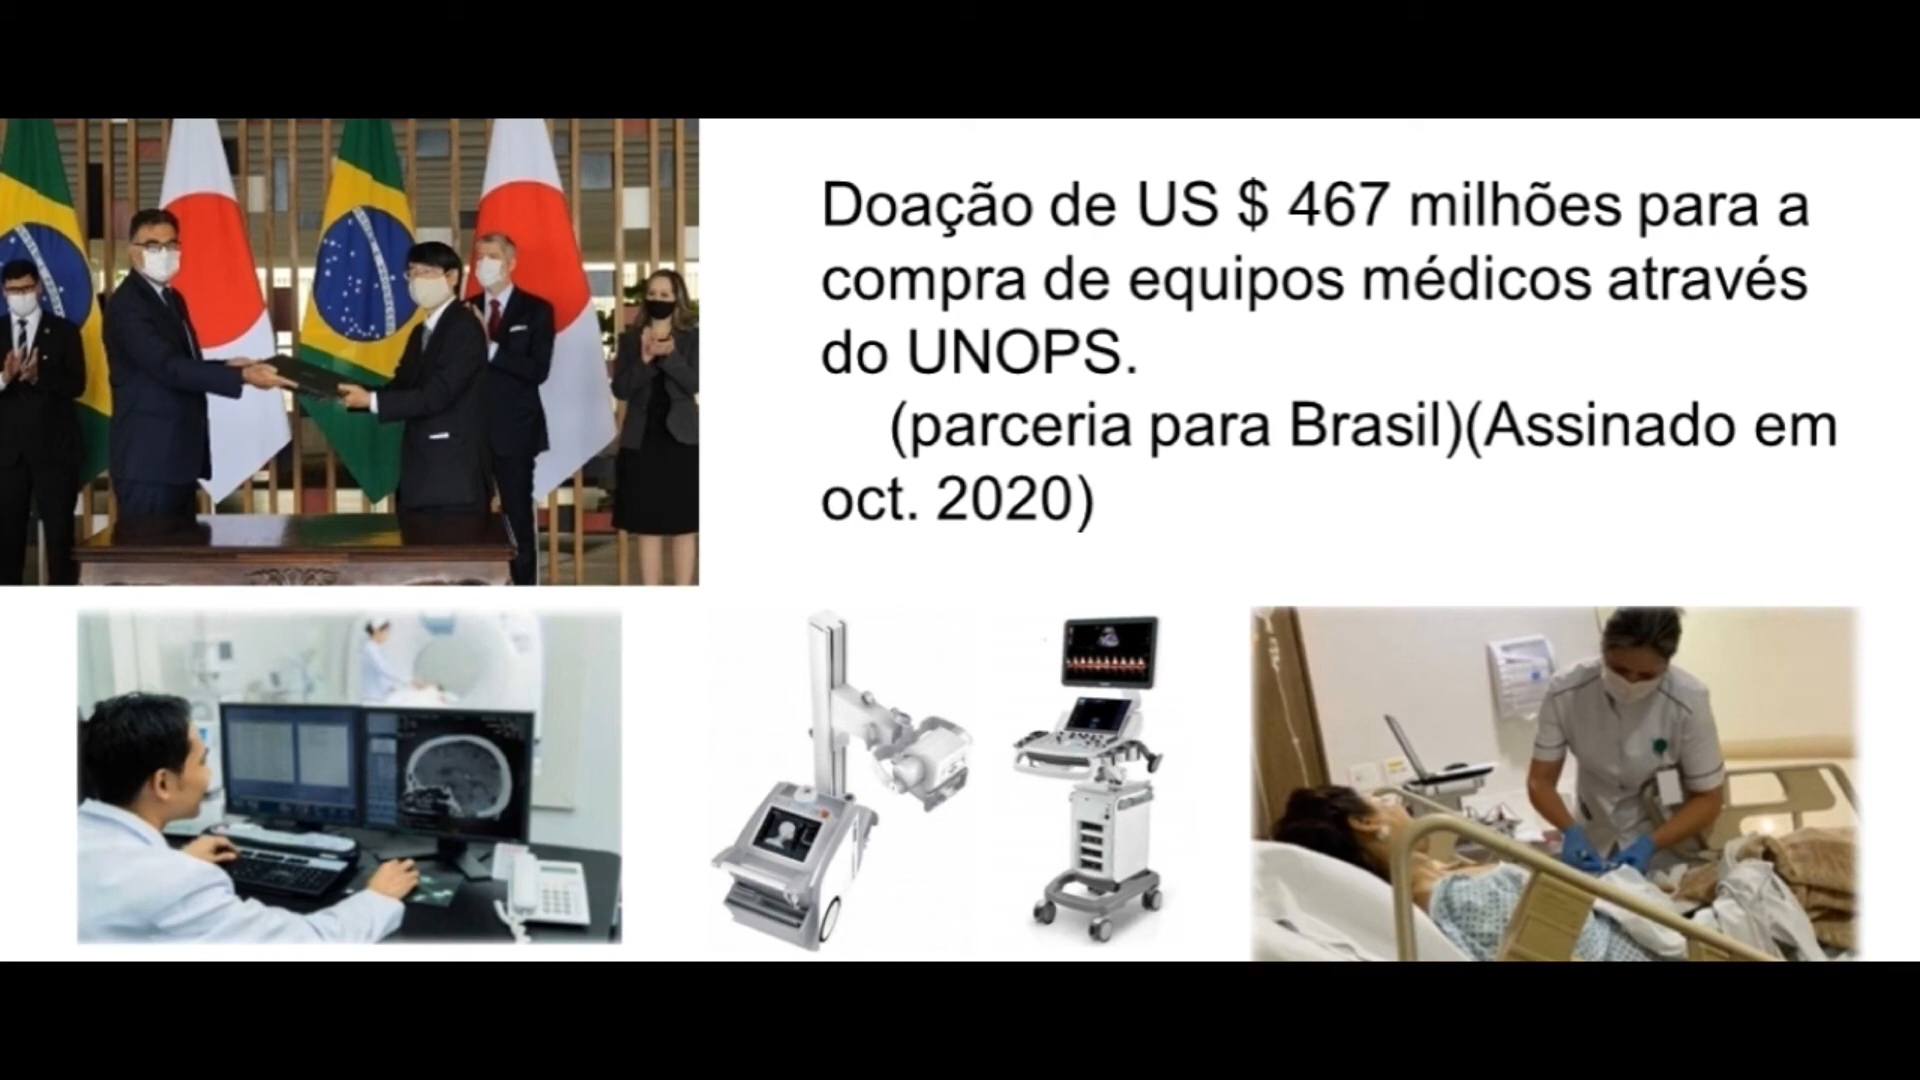 Doação de US $ 467 milhões para a
compra de equipos médicos através
do UNOPS.
(parceria para Brasil)(Assinado em
oct. 2020)